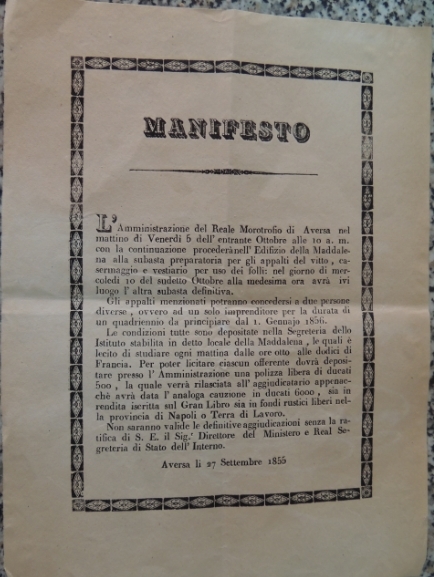 MANIFESTO
L'Amministrazione del Reale Morotrofio di Aversa nel
mattino di Venerdì 5 dell' entrante Ottobre alle 10 a. m.
con la continuazione procederà nell' Edifizio della Maddale-
na alla subasta preparatoria per gli appalti del vitto, ca-
sermaggio e vestiario per uso dei folli: nel giorno di mer-
coledì 10 del sudetto Ottobre alla medesima ora avrà ivi
luogo l' altra subasta definitiva.
Gli appalti menzionati potranno concedersi a due persone
diverse, ovvero ad un solo imprenditore per la durata di
un quadriennio da principiare dal 1. Gennajo 1856.
Le condizioni tutte sono depositate nella Segreteria dello
Istituto stabilita in detto locale della Maddalena, le quali è
lecito di studiare ogni mattina dalle ore otto alle dodici di
Francia. Per poter licitare ciascun offerente dovrà deposi-
tare presso l' Amministrazione una polizza libera di ducati
500, la quale verrà rilasciata all' aggiudicatario appenac-
chè avrà data l' analoga cauzione in ducati 6000, sia in
rendita iscritta sul Gran Libro sia in fondi rustici liberi nel-
la provincia di Napoli o Terra di Lavoro.
Non saranno valide le definitive aggiudicazioni senza la ra-
tifica di S. E. il Sig.r Direttore del Ministero e Real Se-
greteria di Stato dell' Interno.
Aversa li 27 Settembre 1855